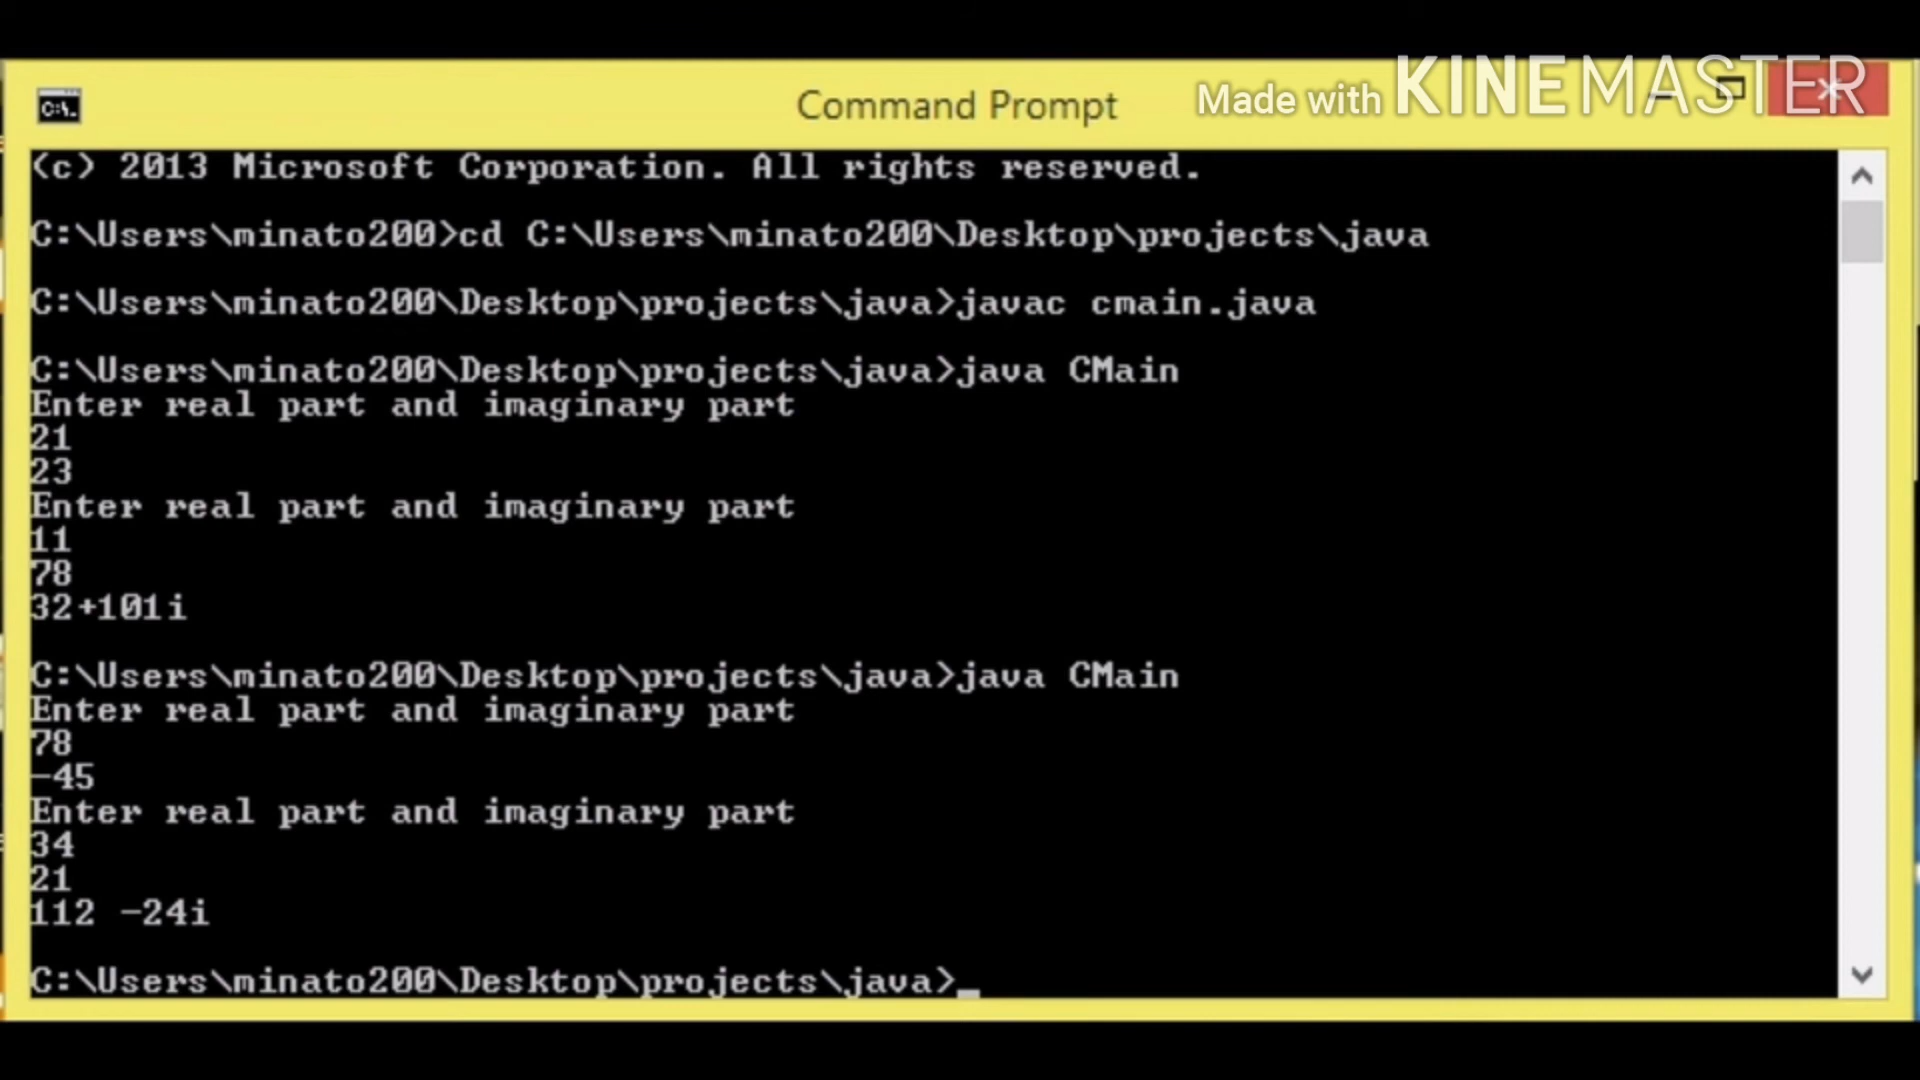 Made with KINEMASTER
C:\.
Command Prompt
(c) 2013 Microsoft Corporation. All rights reserved.
C:\Users\minato200>cd C:\Users\minato200\Desktop\projects\java
C:\Users\minato200\Desktop\projects\java>javac cmain.java
C:\Users\minato200\Desktop\projects\java>java CMain
Enter real part and imaginary part
21
23
Enter real part and imaginary part
11
78
32+101i
C:\Users\minato200\Desktop\projects\java>java CMain
Enter real part and imaginary part
78
-45
Enter real part and imaginary part
34
21
112 -24i
C:\Users\minato200\Desktop\projects\java>_